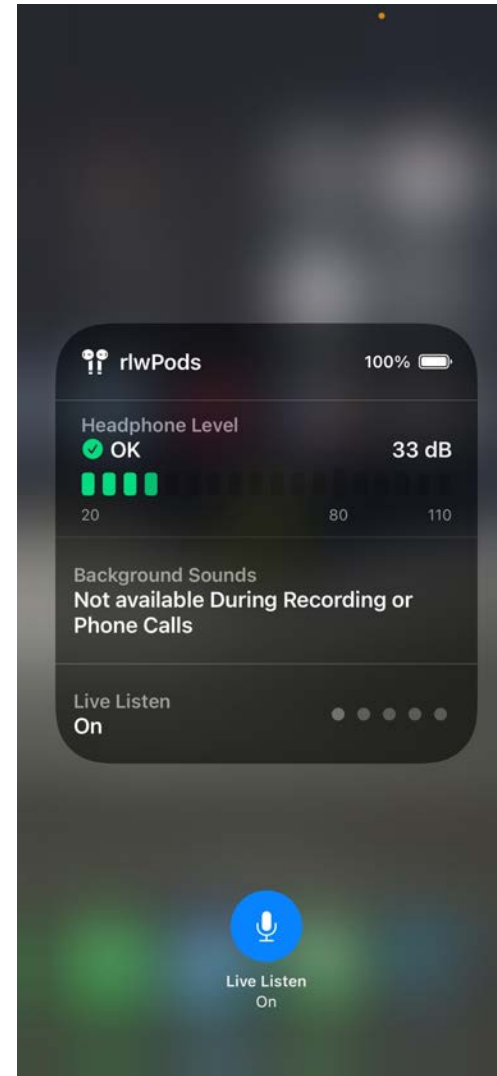 rlwPods
100%
Headphone Level
OK
33 dB
20
80
110
Background Sounds
Not available During Recording or
Phone Calls
Live Listen
On
Live Listen
On